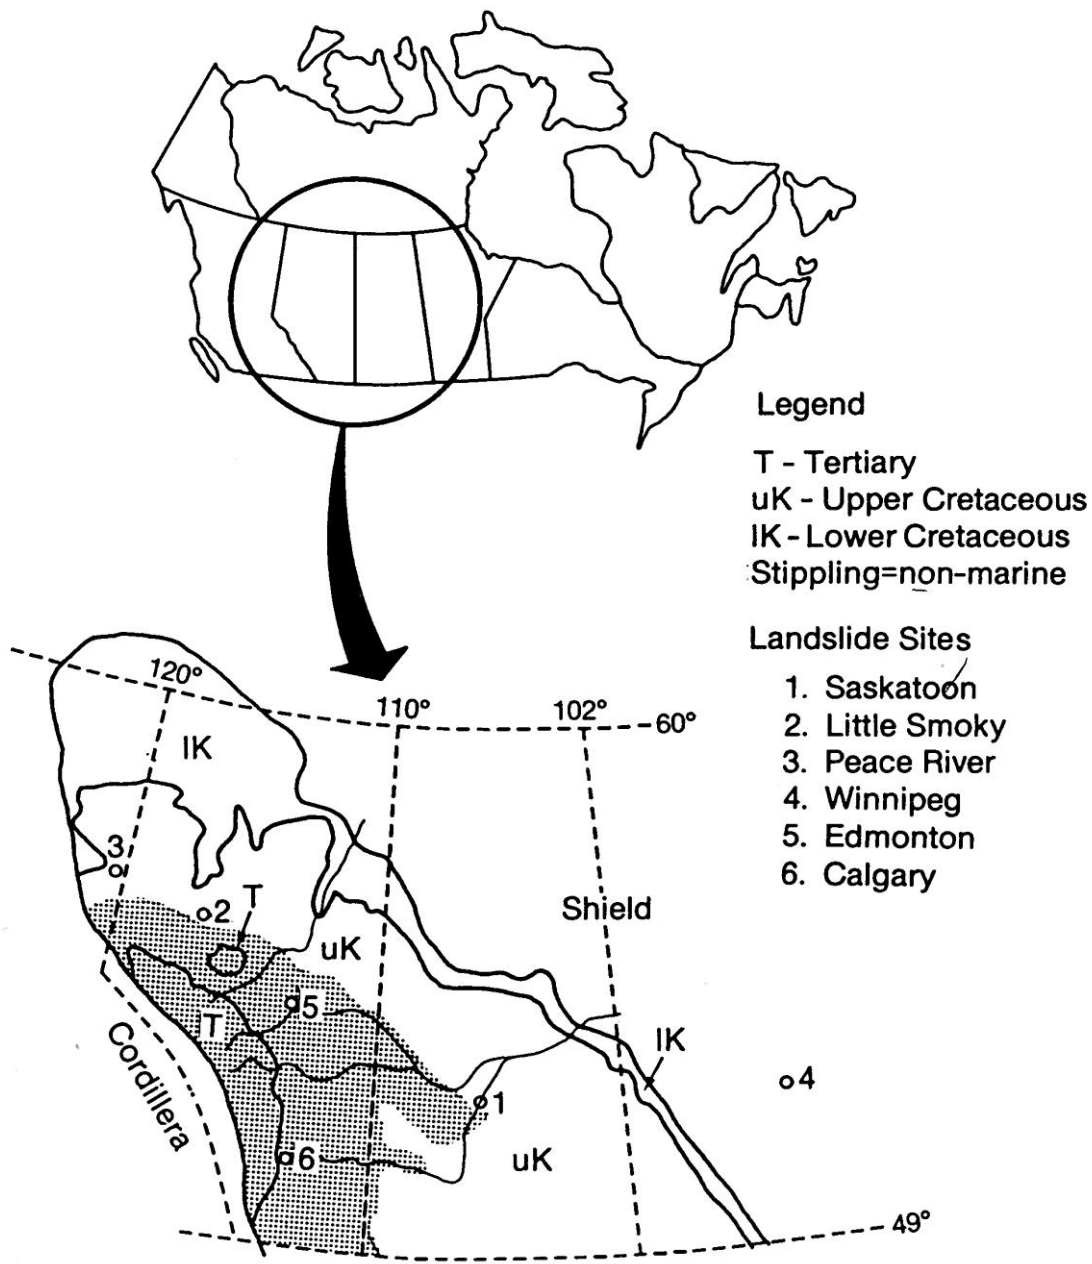 Legend
T - Tertiary
uK - Upper Cretaceous
lK - Lower Cretaceous
Stippling=non-marine
Landslide Sites
1. Saskatoon
2. Little Smoky
3. Peace River
4. Winnipeg
5. Edmonton
6. Calgary
120°
110°
102°
60°
lK
3
2
T
Shield
uK
5
T
lK
4
Cordillera
1
6
uK
49°